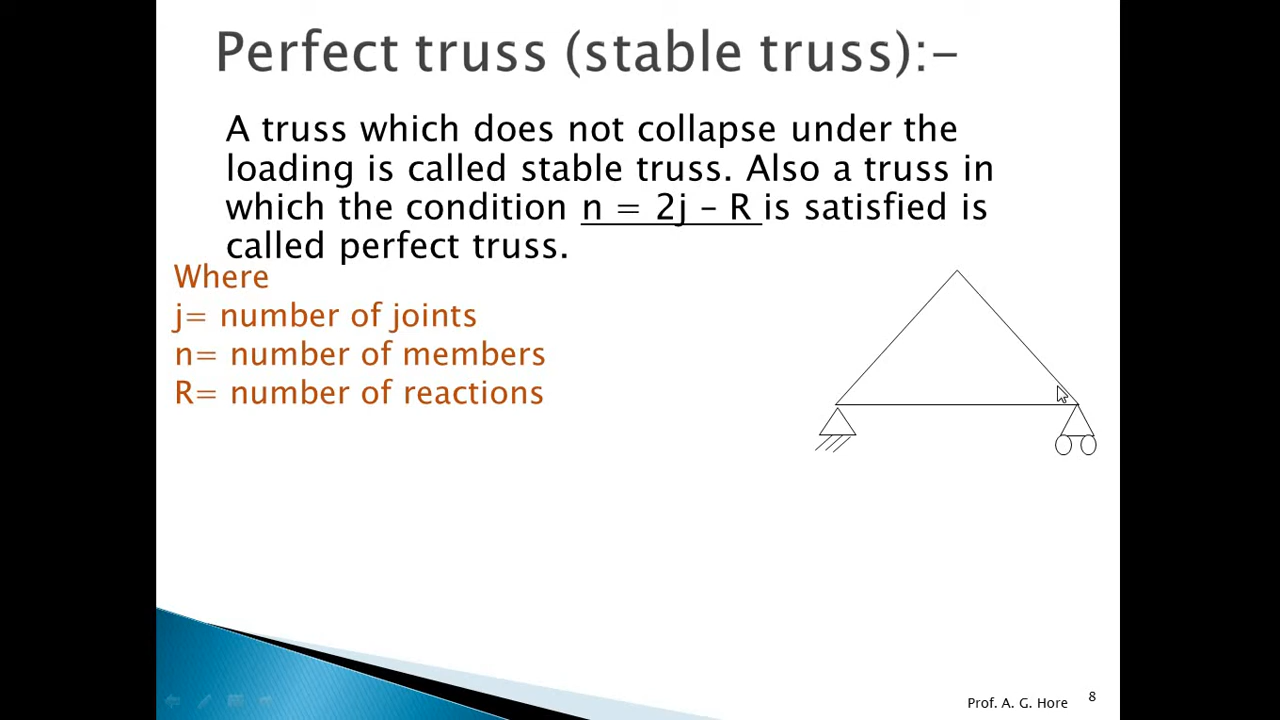 Perfect truss (stable truss):-
A truss which does not collapse under the
loading is called stable truss. Also a truss in
which the condition n = 2j – R is satisfied is
called perfect truss.
Where
j= number of joints
n= number of members
R= number of reactions
Prof. A. G. Hore
8